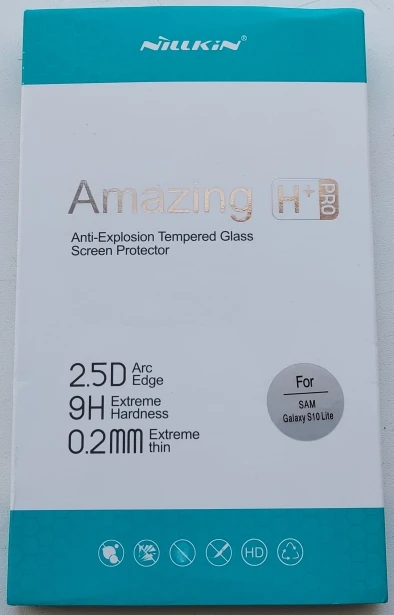 NiLLKiN®
Amazing H+ PRO
Anti-Explosion Tempered Glass
Screen Protector
2.5D Arc Edge
9H Extreme Hardness
0.2mm Extreme thin
For
SAM
Galaxy S10 Lite
HD